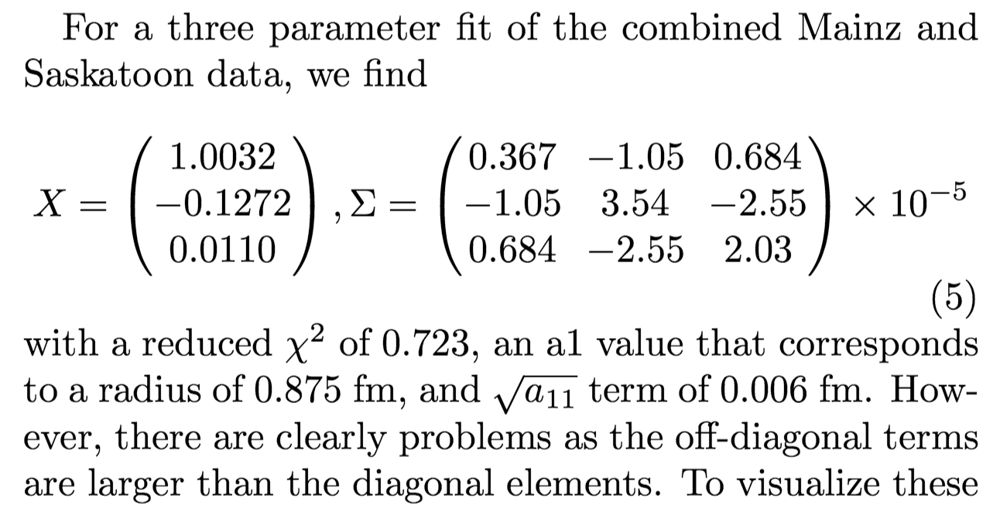 For a three parameter fit of the combined Mainz and
Saskatoon data, we find
X = \begin{pmatrix} 1.0032 \\ -0.1272 \\ 0.0110 \end{pmatrix}, \Sigma = \begin{pmatrix} 0.367 & -1.05 & 0.684 \\ -1.05 & 3.54 & -2.55 \\ 0.684 & -2.55 & 2.03 \end{pmatrix} \times 10^{-5}
(5)
with a reduced χ² of 0.723, an a1 value that corresponds
to a radius of 0.875 fm, and \sqrt{a_{11}} term of 0.006 fm. How-
ever, there are clearly problems as the off-diagonal terms
are larger than the diagonal elements. To visualize these